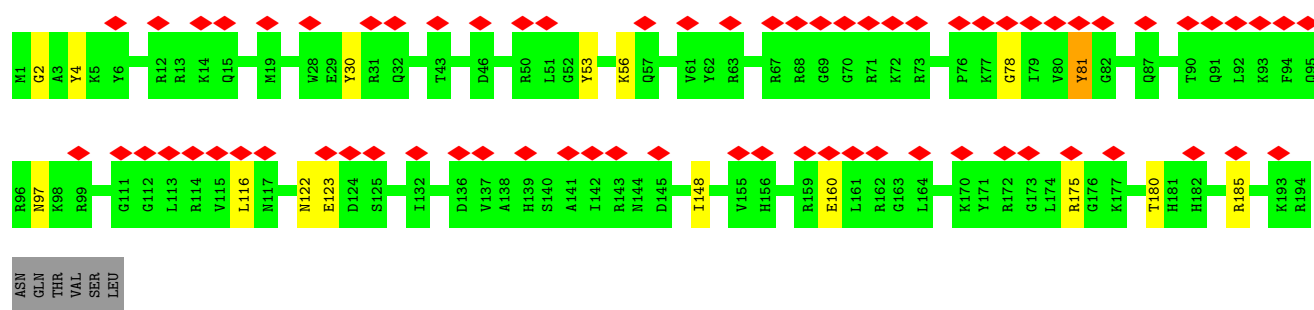 M1 G2 A3 Y4 K5 Y6 R12 R13 K14 Q15 M19 W28 E29 Y30 R31 Q32 T43 D46 R50 L51 G52 Y53 K56 Q57 V61 Y62 R63 R67 R68 G69 G70 R71 K72 R73 P76 K77 G78 I79 V80 Y81 G82 Q87 T90 Q91 L92 K93 F94 Q95
R96 N97 K98 R99 G111 G112 L113 R114 V115 L116 N117 N122 E123 D124 S125 I132 D136 V137 A138 H139 S140 A141 I142 R143 N144 D145 I148 V155 H156 R159 E160 L161 R162 G163 L164 K170 Y171 R172 G173 L174 R175 G176 K177 T180 H181 H182 R185 K193 R194
ASN GLN THR VAL SER LEU